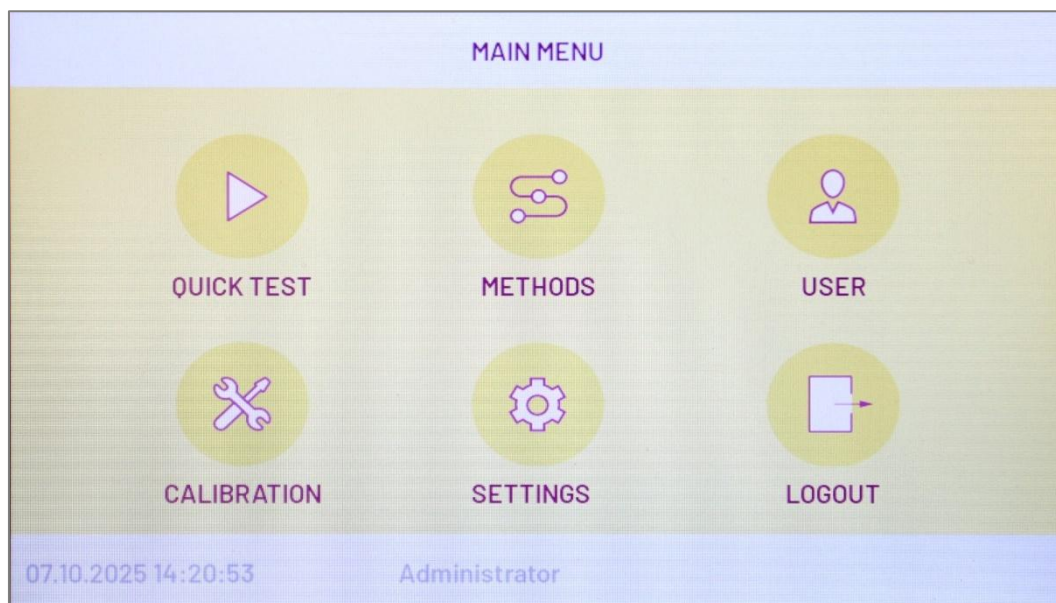 MAIN MENU
QUICK TEST METHODS USER
CALIBRATION SETTINGS LOGOUT
07.10.2025 14:20:53 Administrator